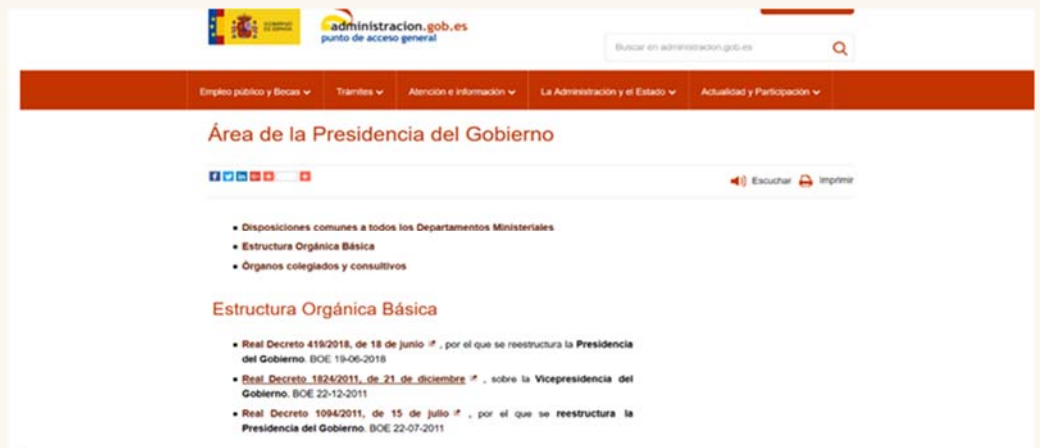 GOBIERNO
DE ESPAÑA
administracion.gob.es
punto de acceso general
Buscar en administracion.gob.es
Empleo público y Becas
Trámites
Atención e información
La Administración y el Estado
Actualidad y Participación
Área de la Presidencia del Gobierno
Escuchar
Imprimir
Disposiciones comunes a todos los Departamentos Ministeriales
Estructura Orgánica Básica
Órganos colegiados y consultivos
Estructura Orgánica Básica
Real Decreto 419/2018, de 18 de junio , por el que se reestructura la Presidencia
del Gobierno. BOE 19-06-2018
Real Decreto 1824/2011, de 21 de diciembre , sobre la Vicepresidencia del
Gobierno. BOE 22-12-2011
Real Decreto 1094/2011, de 15 de julio , por el que se reestructura la
Presidencia del Gobierno. BOE 22-07-2011